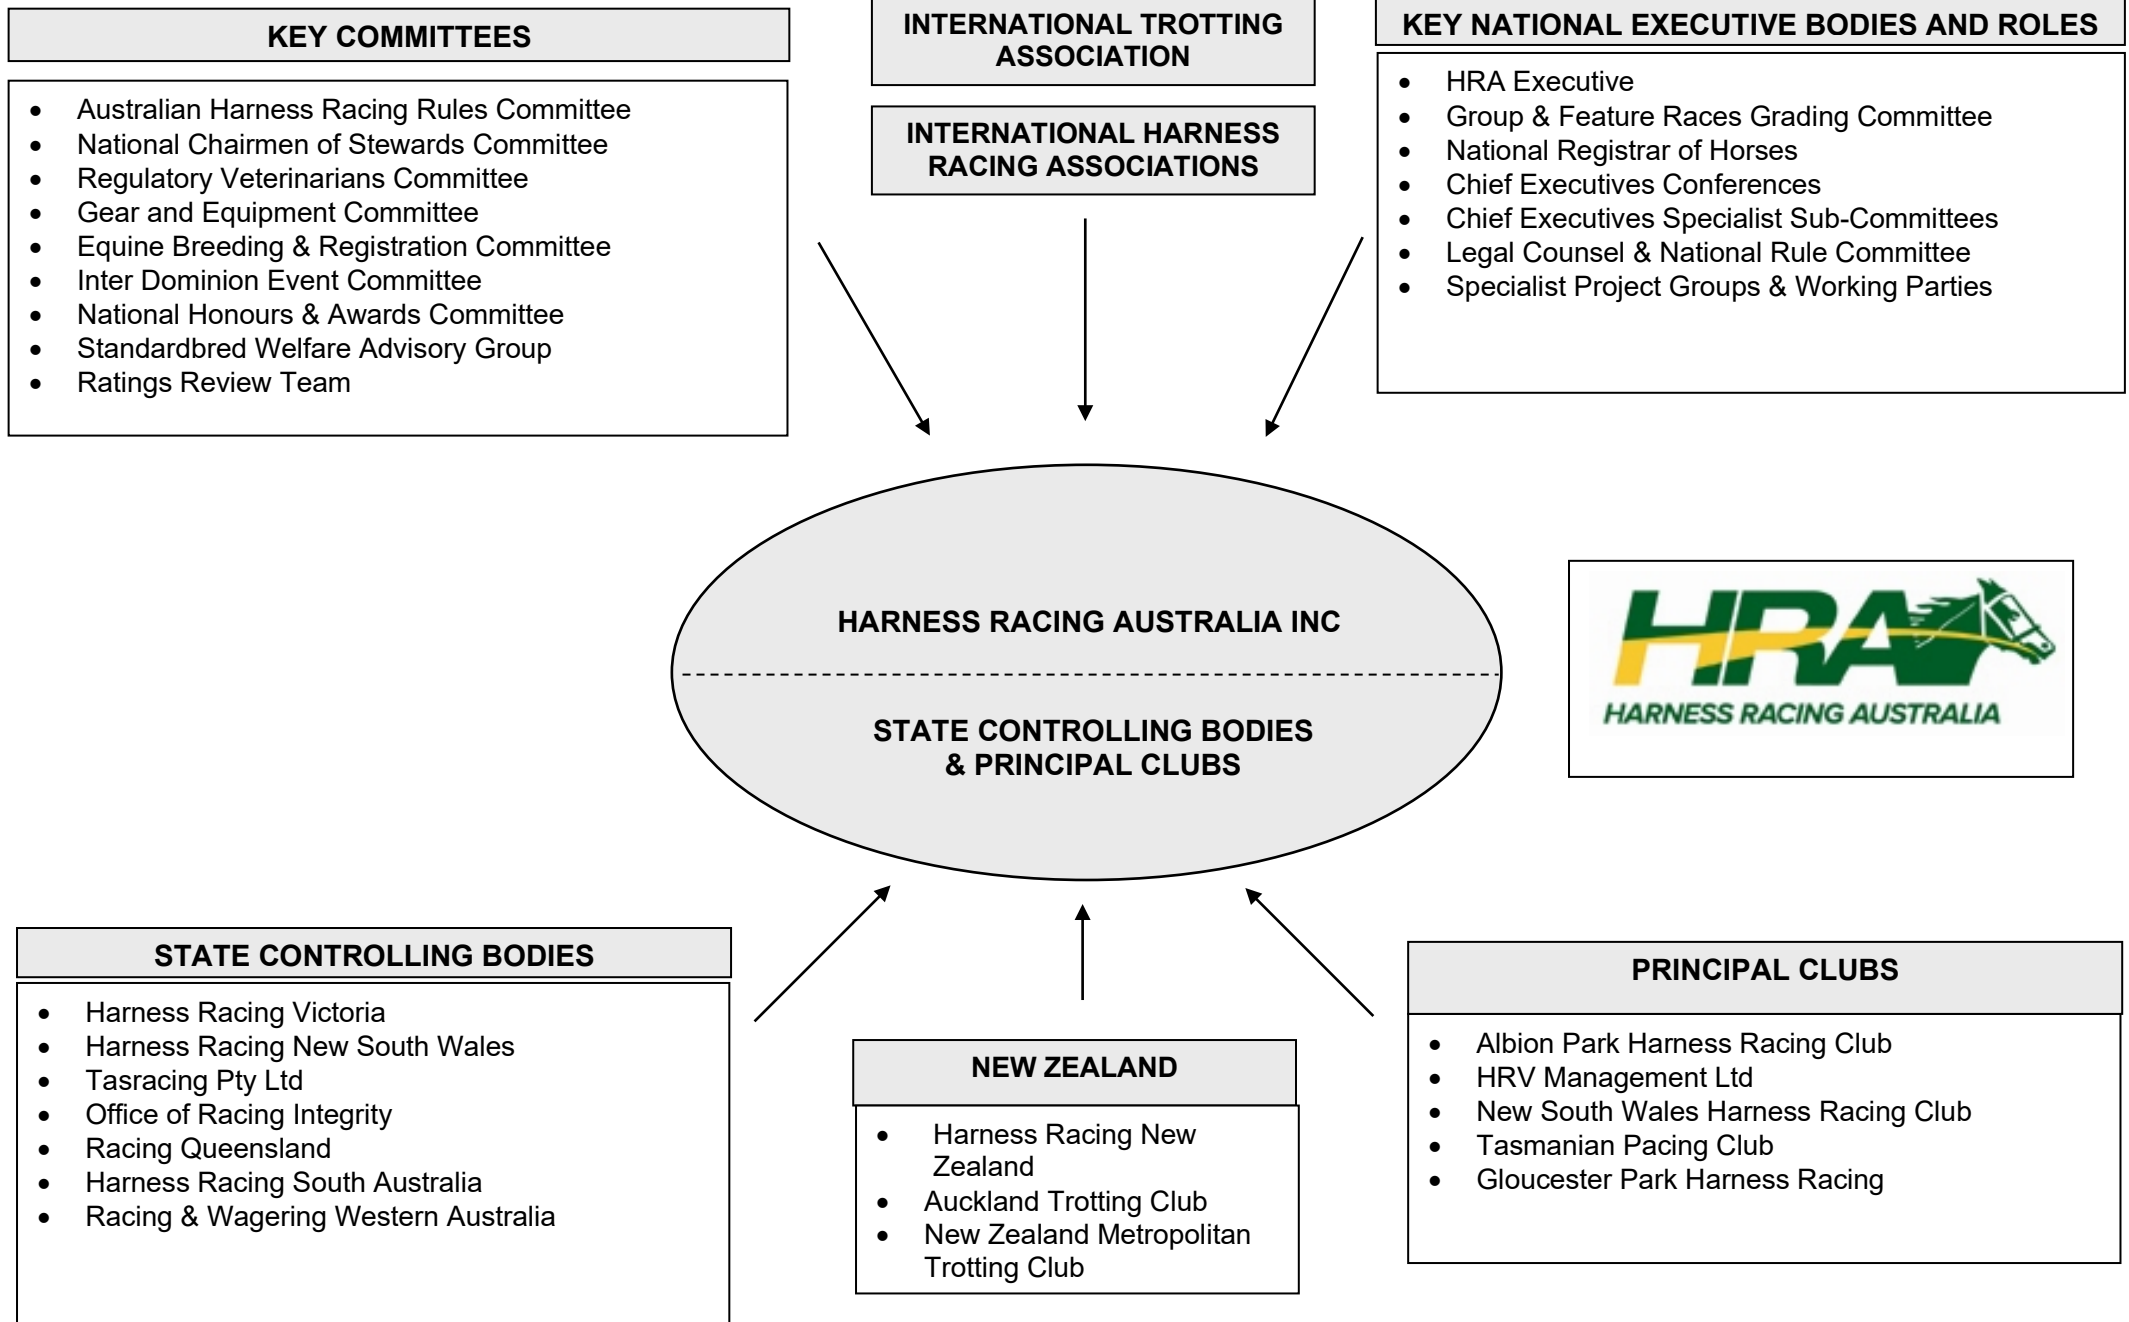 KEY COMMITTEES
• Australian Harness Racing Rules Committee
• National Chairmen of Stewards Committee
• Regulatory Veterinarians Committee
• Gear and Equipment Committee
• Equine Breeding & Registration Committee
• Inter Dominion Event Committee
• National Honours & Awards Committee
• Standardbred Welfare Advisory Group
• Ratings Review Team
INTERNATIONAL TROTTING
ASSOCIATION
INTERNATIONAL HARNESS
RACING ASSOCIATIONS
KEY NATIONAL EXECUTIVE BODIES AND ROLES
• HRA Executive
• Group & Feature Races Grading Committee
• National Registrar of Horses
• Chief Executives Conferences
• Chief Executives Specialist Sub-Committees
• Legal Counsel & National Rule Committee
• Specialist Project Groups & Working Parties
HARNESS RACING AUSTRALIA INC
STATE CONTROLLING BODIES
& PRINCIPAL CLUBS
HRA
HARNESS RACING AUSTRALIA
STATE CONTROLLING BODIES
• Harness Racing Victoria
• Harness Racing New South Wales
• Tasracing Pty Ltd
• Office of Racing Integrity
• Racing Queensland
• Harness Racing South Australia
• Racing & Wagering Western Australia
NEW ZEALAND
• Harness Racing New
Zealand
• Auckland Trotting Club
• New Zealand Metropolitan
Trotting Club
PRINCIPAL CLUBS
• Albion Park Harness Racing Club
• HRV Management Ltd
• New South Wales Harness Racing Club
• Tasmanian Pacing Club
• Gloucester Park Harness Racing